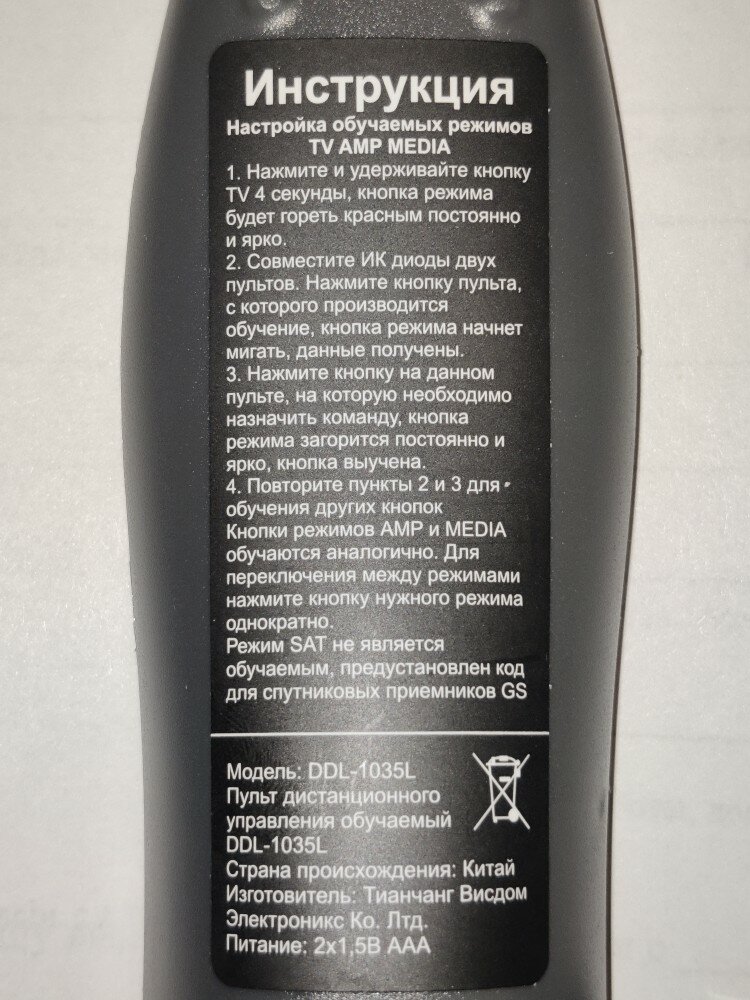 Инструкция
Настройка обучаемых режимов
TV AMP MEDIA
1. Нажмите и удерживайте кнопку
TV 4 секунды, кнопка режима
будет гореть красным постоянно
и ярко.
2. Совместите ИК диоды двух
пультов. Нажмите кнопку пульта,
с которого производится
обучение, кнопка режима начнет
мигать, данные получены.
3. Нажмите кнопку на данном
пульте, на которую необходимо
назначить команду, кнопка
режима загорится постоянно и
ярко, кнопка выучена.
4. Повторите пункты 2 и 3 для
обучения других кнопок
Кнопки режимов AMP и MEDIA
обучаются аналогично. Для
переключения между режимами
нажмите кнопку нужного режима
однократно.
Режим SAT не является
обучаемым, предустановлен код
для спутниковых приемников GS
Модель: DDL-1035L
Пульт дистанционного
управления обучаемый
DDL-1035L
Страна происхождения: Китай
Изготовитель: Тианчанг Висдом
Электроникс Ко. Лтд.
Питание: 2х1,5В ААА